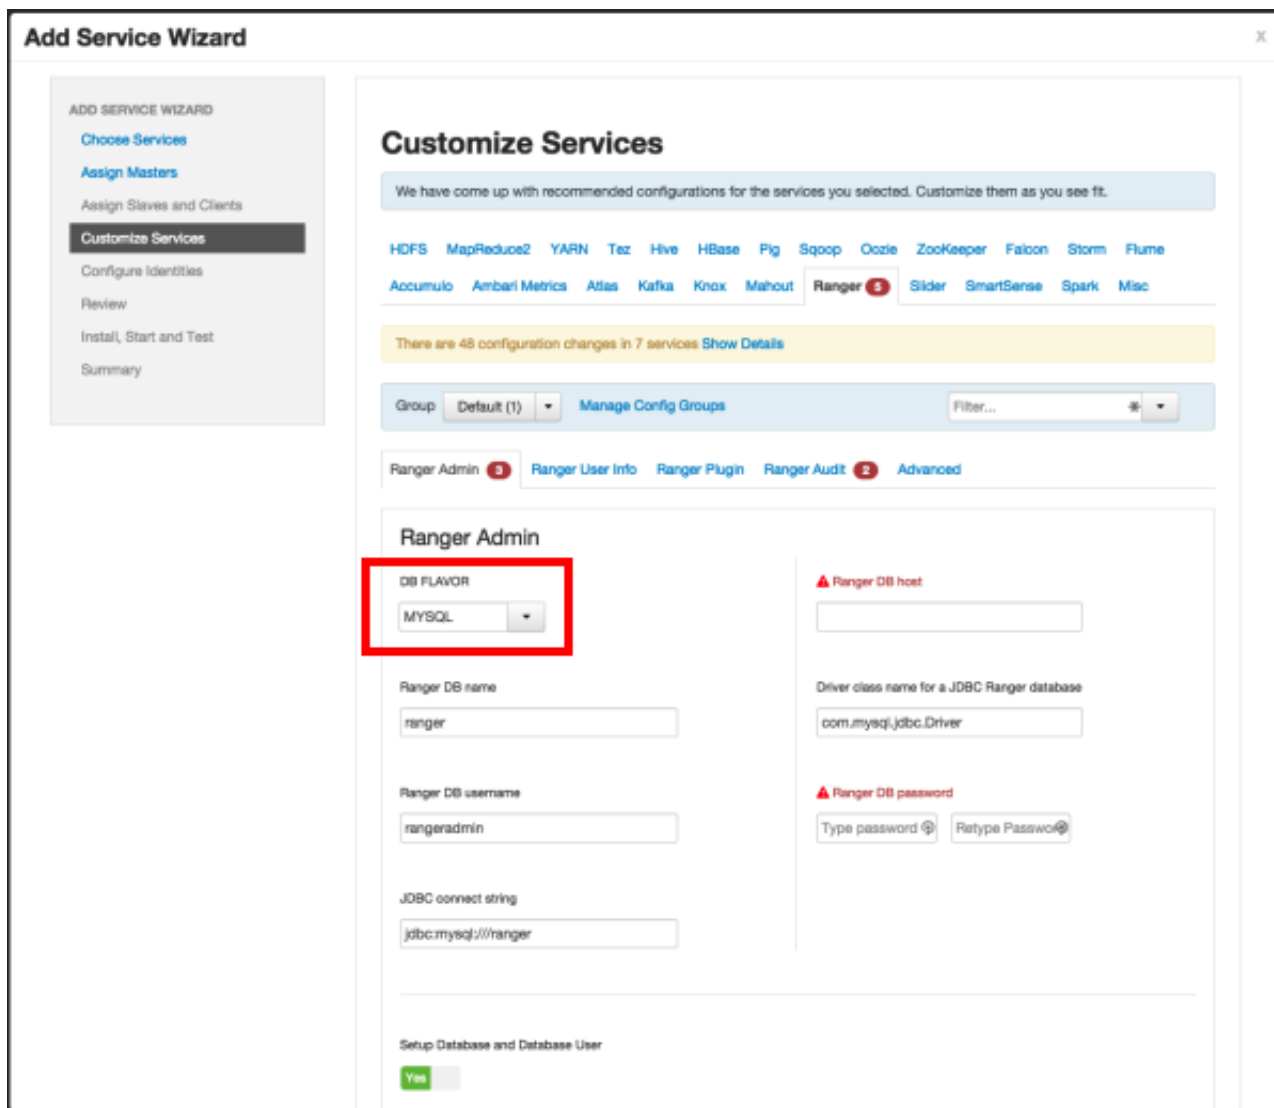 Add Service Wizard
x
ADD SERVICE WIZARD
Choose Services
Assign Masters
Assign Slaves and Clients
Customize Services
Configure Identities
Review
Install, Start and Test
Summary
Customize Services
We have come up with recommended configurations for the services you selected. Customize them as you see fit.
HDFS MapReduce2 YARN Tez Hive HBase Pig Sqoop Oozie ZooKeeper Falcon Storm Flume
Accumulo Ambari Metrics Atlas Kafka Knox Mahout Ranger 5 Slider SmartSense Spark Misc
There are 48 configuration changes in 7 services Show Details
Group Default (1) Manage Config Groups Filter...
Ranger Admin 3 Ranger User Info Ranger Plugin Ranger Audit 2 Advanced
Ranger Admin
DB FLAVOR
MYSQL
Ranger DB host
Ranger DB name
ranger
Driver class name for a JDBC Ranger database
com.mysql.jdbc.Driver
Ranger DB username
rangeradmin
Ranger DB password
Type password Retype Passwor
JDBC connect string
jdbc:mysql:///ranger
Setup Database and Database User
Yes